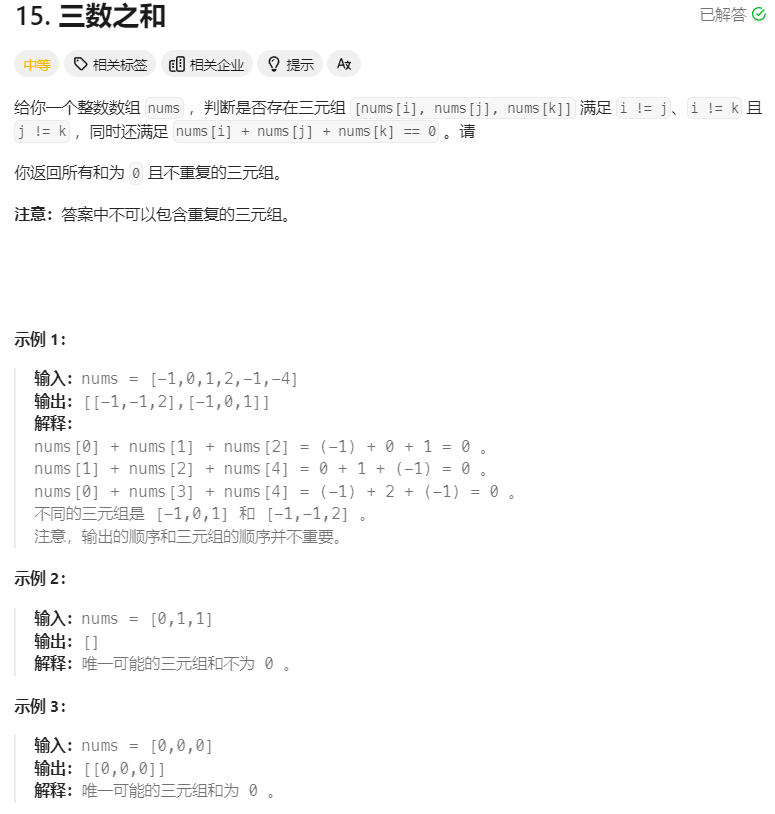 15. 三数之和
已解答
中等 相关标签 相关企业 提示 Aあ
给你一个整数数组 nums ，判断是否存在三元组 [nums[i], nums[j], nums[k]] 满足 i != j、i != k 且
j != k ，同时还满足 nums[i] + nums[j] + nums[k] == 0 。请
你返回所有和为 0 且不重复的三元组。
注意：答案中不可以包含重复的三元组。
示例 1：
输入：nums = [-1,0,1,2,-1,-4]
输出：[[-1,-1,2],[-1,0,1]]
解释：
nums[0] + nums[1] + nums[2] = (-1) + 0 + 1 = 0 。
nums[1] + nums[2] + nums[4] = 0 + 1 + (-1) = 0 。
nums[0] + nums[3] + nums[4] = (-1) + 2 + (-1) = 0 。
不同的三元组是 [-1,0,1] 和 [-1,-1,2] 。
注意，输出的顺序和三元组的顺序并不重要。
示例 2：
输入：nums = [0,1,1]
输出：[]
解释：唯一可能的三元组和不为 0 。
示例 3：
输入：nums = [0,0,0]
输出：[[0,0,0]]
解释：唯一可能的三元组和为 0 。